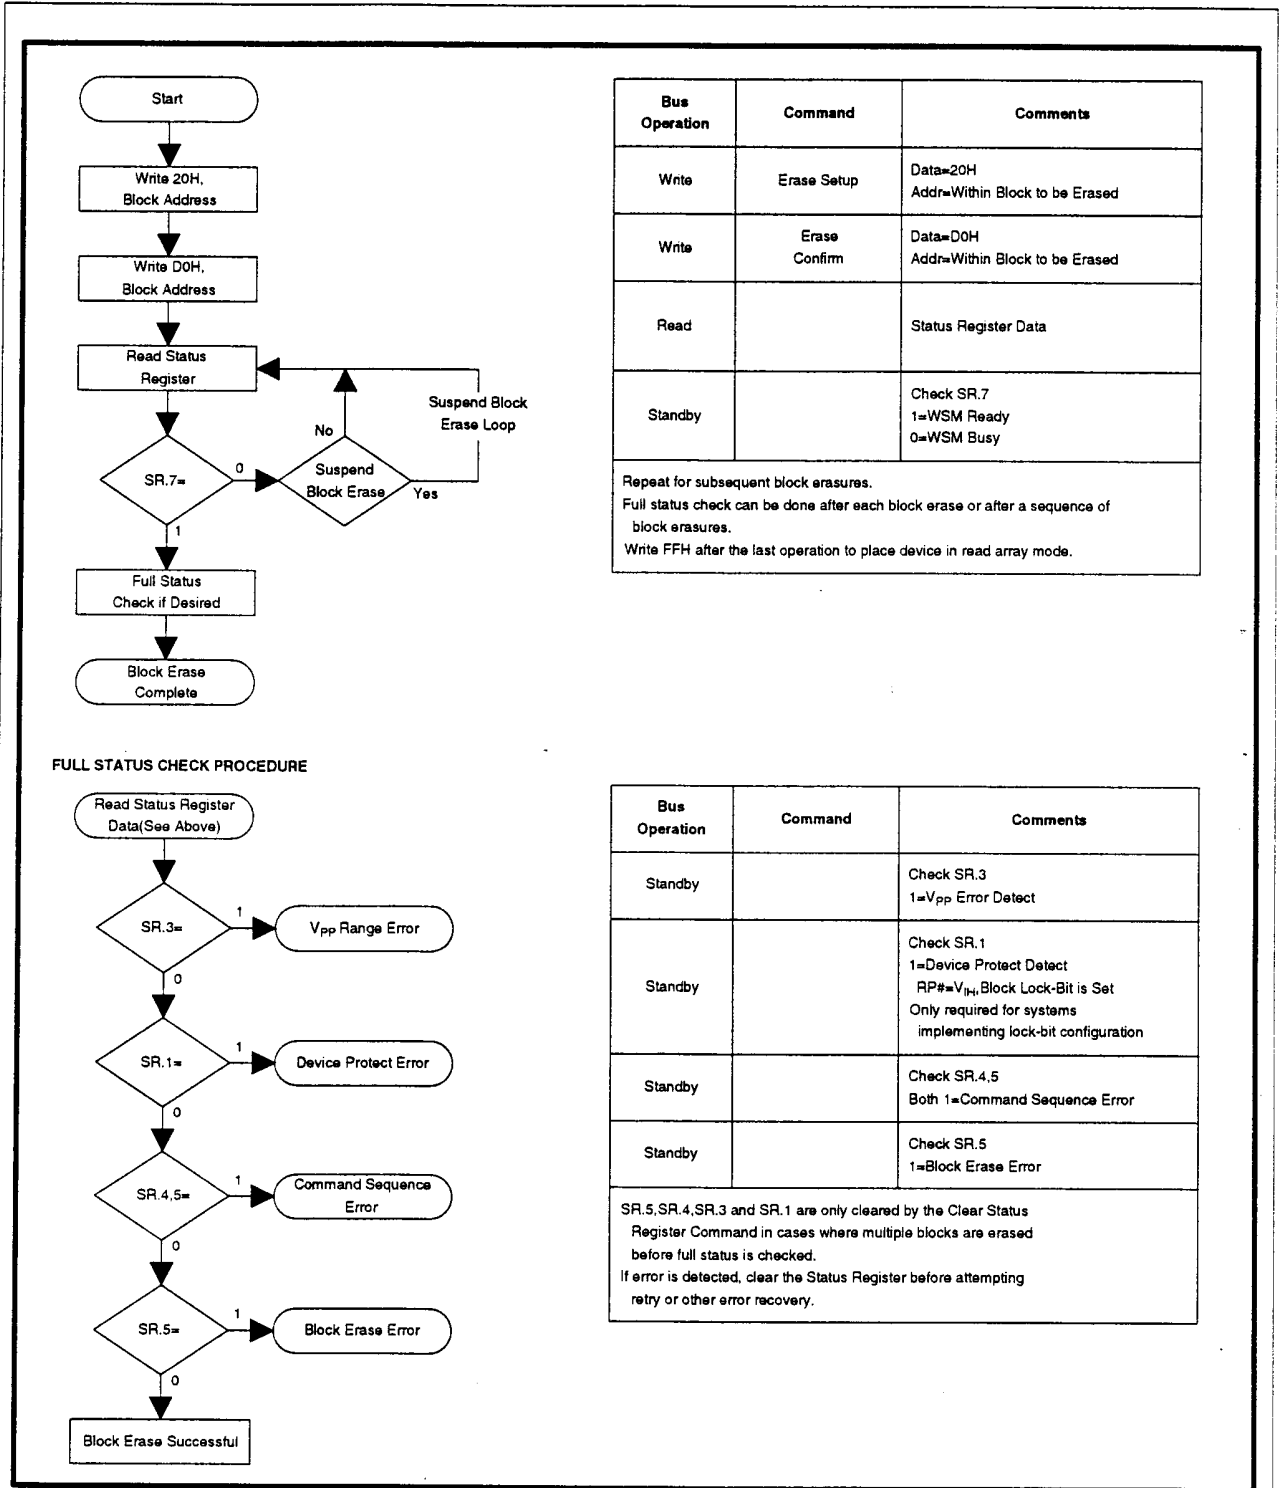 Start
Write 20H,
Block Address
Write D0H,
Block Address
Read Status
Register
Suspend Block
Erase Loop
No
SR.7=
0
Suspend
Block Erase
Yes
1
Full Status
Check if Desired
Block Erase
Complete
Bus
Operation
Command
Comments
Write
Erase Setup
Data=20H
Addr=Within Block to be Erased
Write
Erase
Confirm
Data=D0H
Addr=Within Block to be Erased
Read
Status Register Data
Standby
Check SR.7
1=WSM Ready
0=WSM Busy
Repeat for subsequent block erasures.
Full status check can be done after each block erase or after a sequence of
block erasures.
Write FFH after the last operation to place device in read array mode.
FULL STATUS CHECK PROCEDURE
Read Status Register
Data(See Above)
SR.3=
1
VPP Range Error
0
SR.1=
1
Device Protect Error
0
SR.4,5=
1
Command Sequence
Error
0
SR.5=
1
Block Erase Error
0
Block Erase Successful
Bus
Operation
Command
Comments
Standby
Check SR.3
1=VPP Error Detect
Standby
Check SR.1
1=Device Protect Detect
RP#=VIH,Block Lock-Bit is Set
Only required for systems
implementing lock-bit configuration
Standby
Check SR.4,5
Both 1=Command Sequence Error
Standby
Check SR.5
1=Block Erase Error
SR.5,SR.4,SR.3 and SR.1 are only cleared by the Clear Status
Register Command in cases where multiple blocks are erased
before full status is checked.
If error is detected, clear the Status Register before attempting
retry or other error recovery.